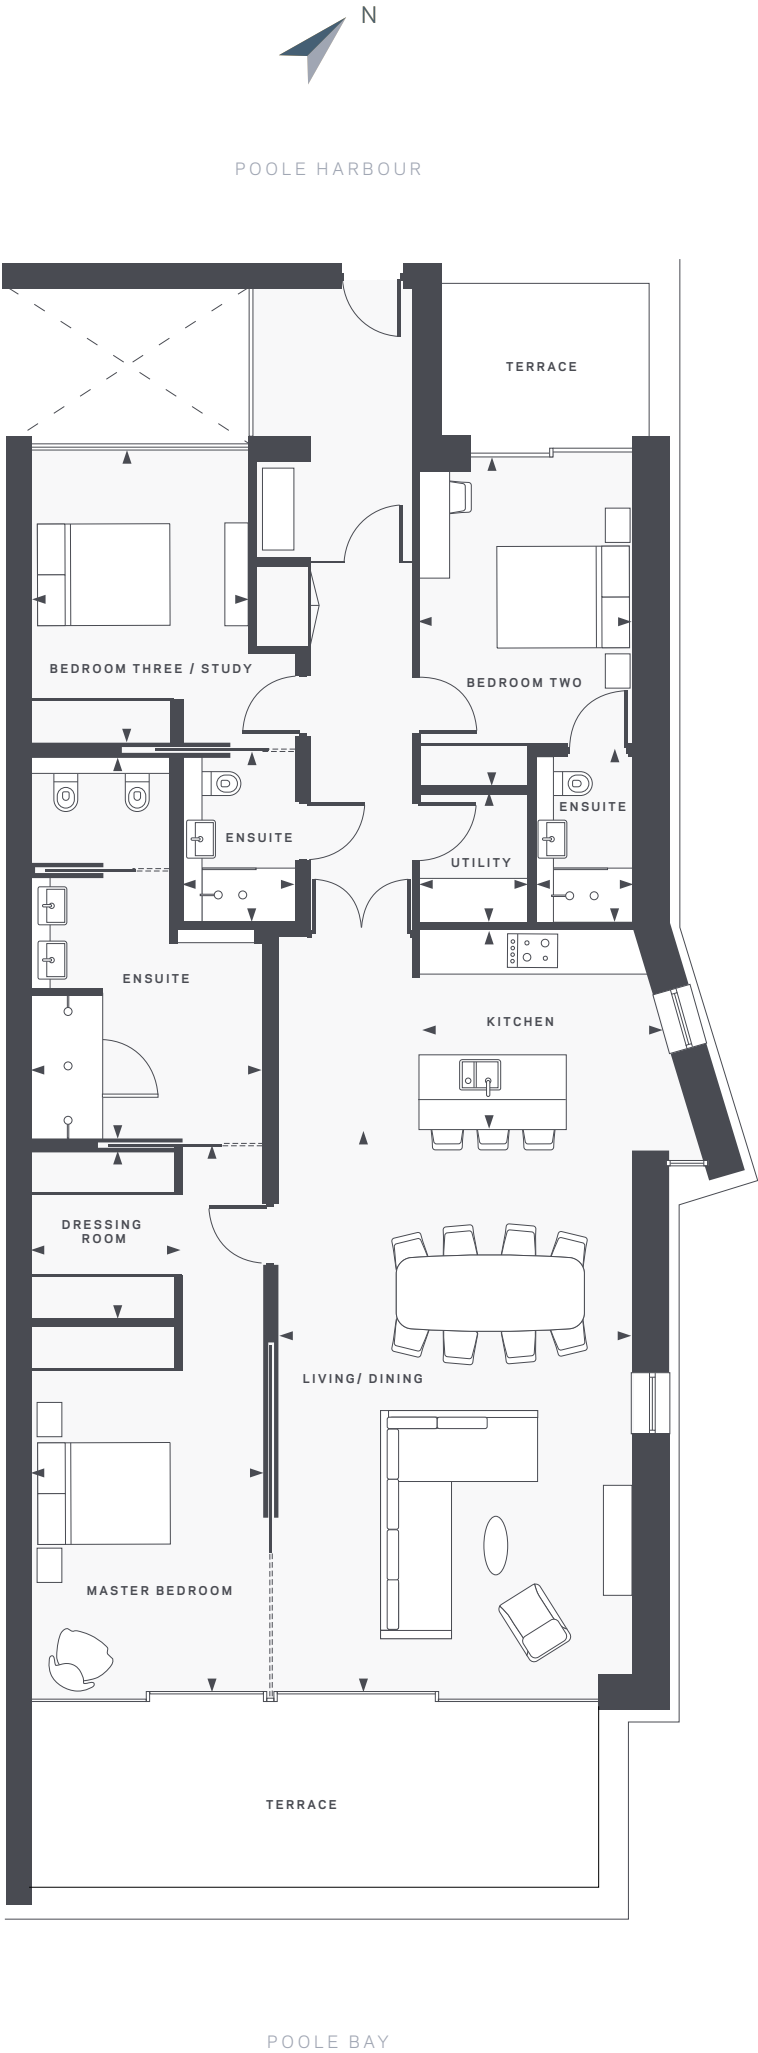 N
POOLE HARBOUR
TERRACE
BEDROOM THREE / STUDY
BEDROOM TWO
ENSUITE
ENSUITE
UTILITY
ENSUITE
KITCHEN
DRESSING
ROOM
LIVING/ DINING
MASTER BEDROOM
TERRACE
POOLE BAY